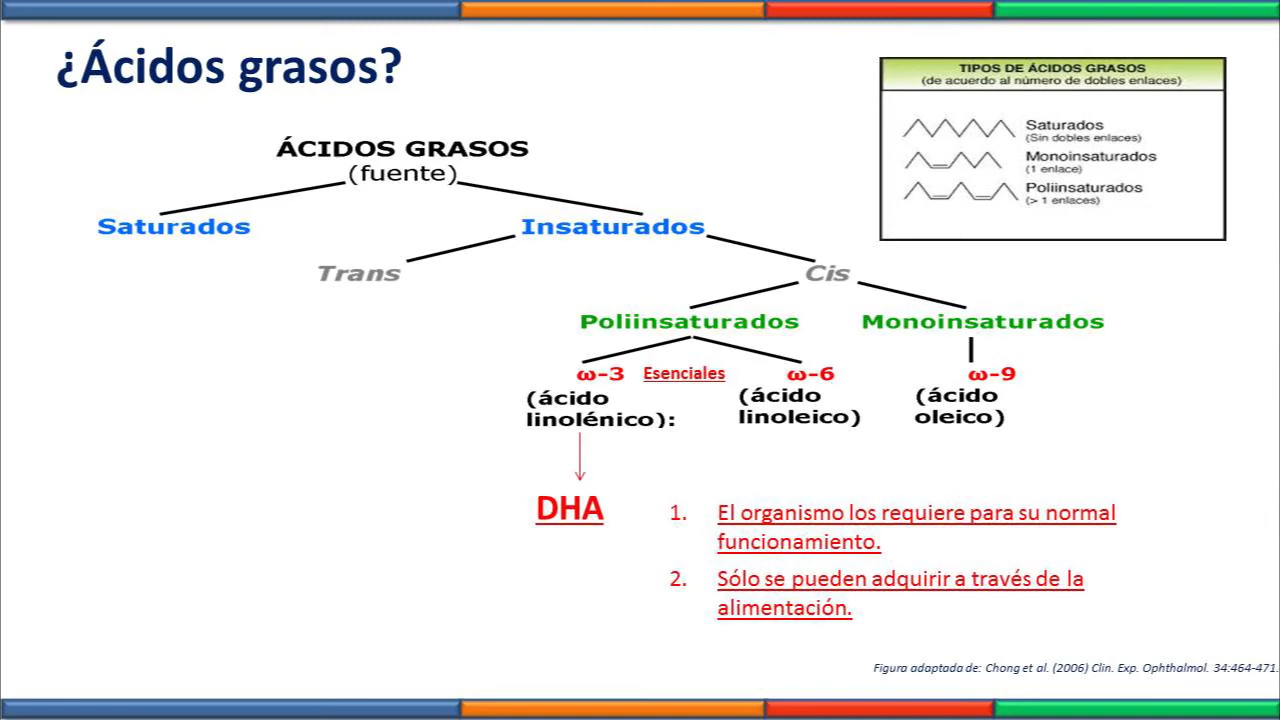 ¿Ácidos grasos?
TIPOS DE ÁCIDOS GRASOS
(de acuerdo al número de dobles enlaces)
Saturados
(Sin dobles enlaces)
Monoinsaturados
(1 enlace)
Poliinsaturados
(> 1 enlaces)
ÁCIDOS GRASOS
(fuente)
Saturados
Insaturados
Trans
Cis
Poliinsaturados
Monoinsaturados
ω-3
Esenciales
ω-6
ω-9
(ácido
linolénico):
(ácido
linoleico)
(ácido
oleico)
DHA
1. El organismo los requiere para su normal
funcionamiento.
2. Sólo se pueden adquirir a través de la
alimentación.
Figura adaptada de: Chong et al. (2006) Clin. Exp. Ophthalmol. 34:464-471.